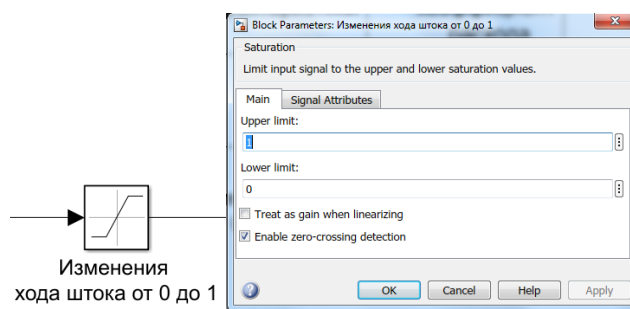 Block Parameters: Изменения хода штока от 0 до 1
Saturation
Limit input signal to the upper and lower saturation values.
Main
Signal Attributes
Upper limit:
1
Lower limit:
0
Treat as gain when linearizing
Enable zero-crossing detection
OK
Cancel
Help
Apply
Изменения
хода штока от 0 до 1